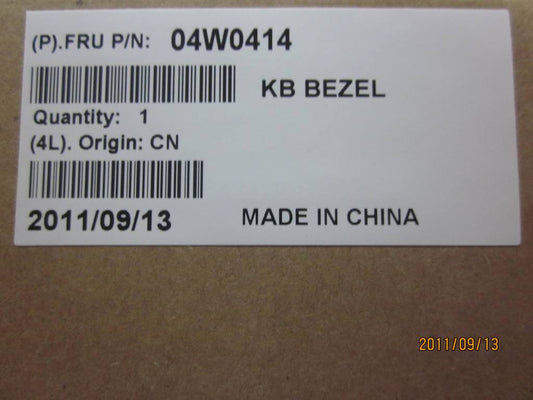 (P).FRU P/N: 04W0414
KB BEZEL
Quantity: 1
(4L). Origin: CN
2011/09/13 MADE IN CHINA
2011/09/13